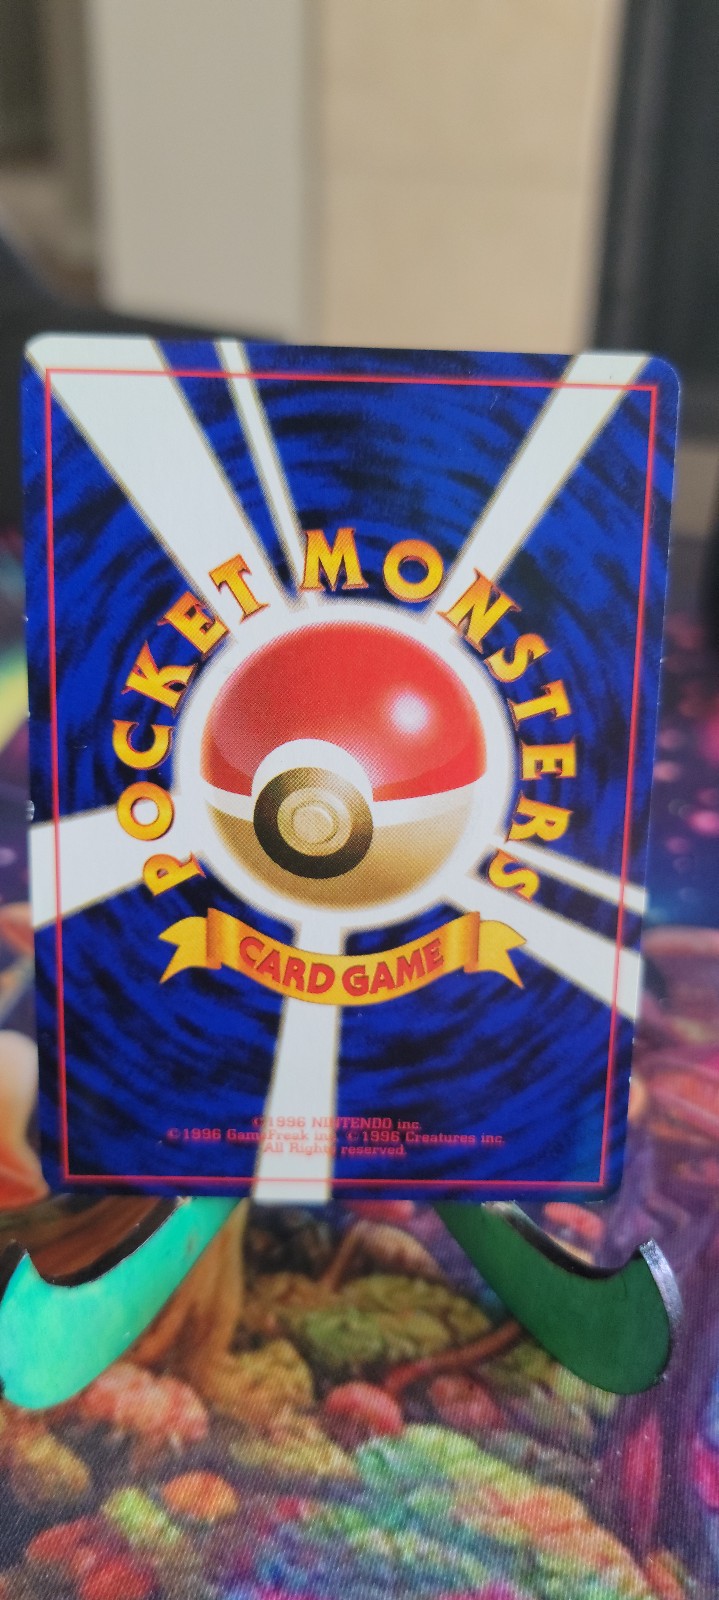 POCKET MONSTERS
CARD GAME
©1996 NINTENDO inc.
©1996 GameFreak inc. ©1996 Creatures inc.
All Rights reserved.